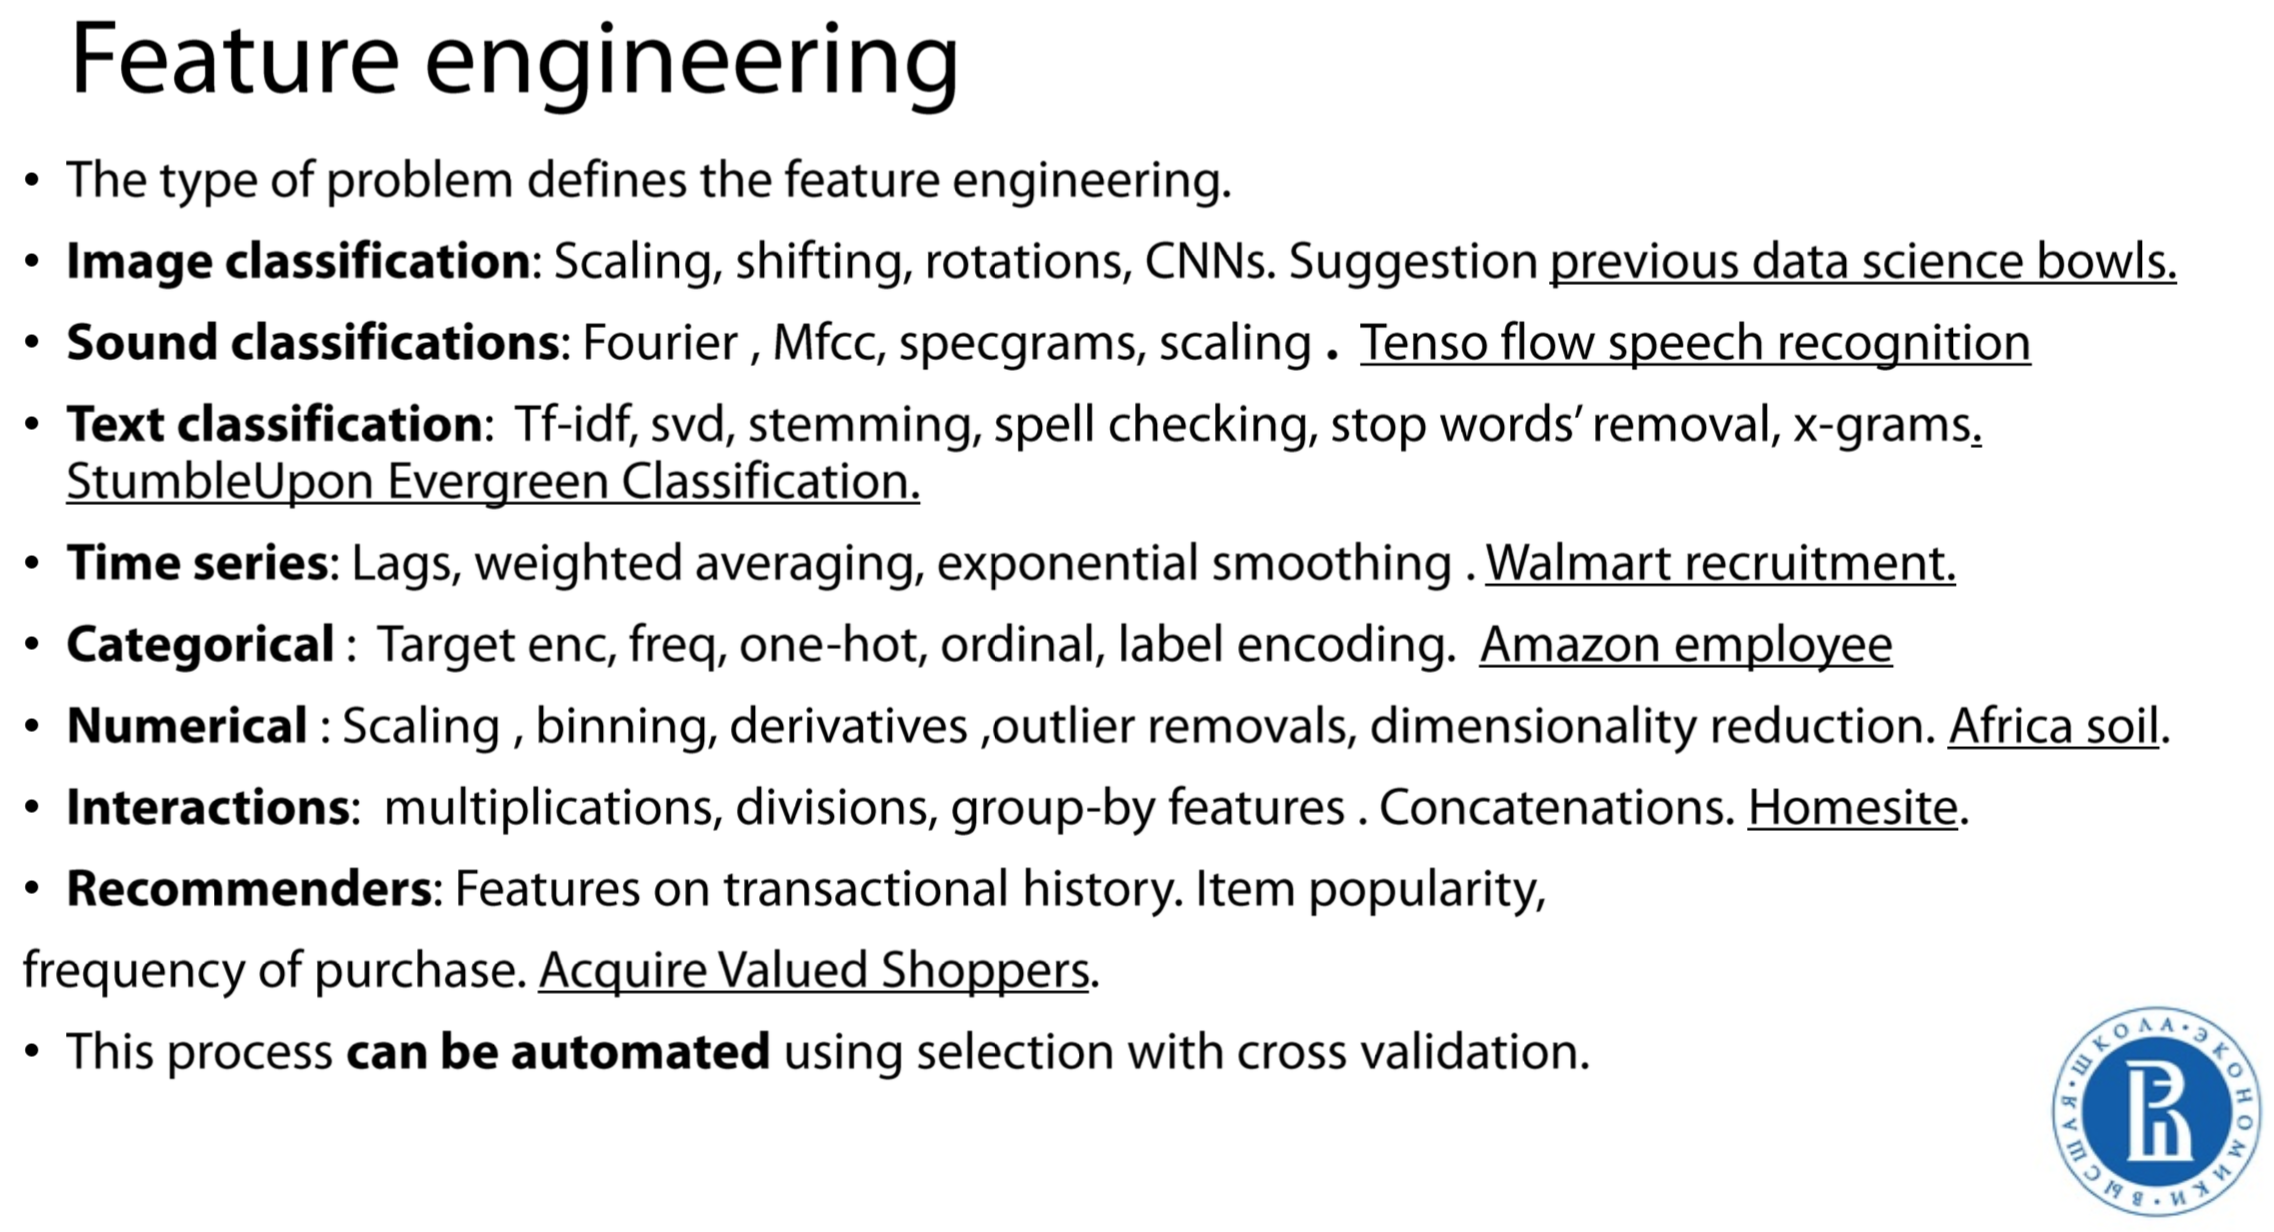 Feature engineering
• The type of problem defines the feature engineering.
• Image classification: Scaling, shifting, rotations, CNNs. Suggestion previous data science bowls.
• Sound classifications: Fourier , Mfcc, specgrams, scaling . Tenso flow speech recognition
• Text classification: Tf-idf, svd, stemming, spell checking, stop words’ removal, x-grams.
StumbleUpon Evergreen Classification.
• Time series: Lags, weighted averaging, exponential smoothing . Walmart recruitment.
• Categorical : Target enc, freq, one-hot, ordinal, label encoding. Amazon employee
• Numerical : Scaling , binning, derivatives ,outlier removals, dimensionality reduction. Africa soil.
• Interactions: multiplications, divisions, group-by features . Concatenations. Homesite.
• Recommenders: Features on transactional history. Item popularity,
frequency of purchase. Acquire Valued Shoppers.
• This process can be automated using selection with cross validation.
ВЫСШАЯ • ШКОЛА • ЭКОНОМИКИ •